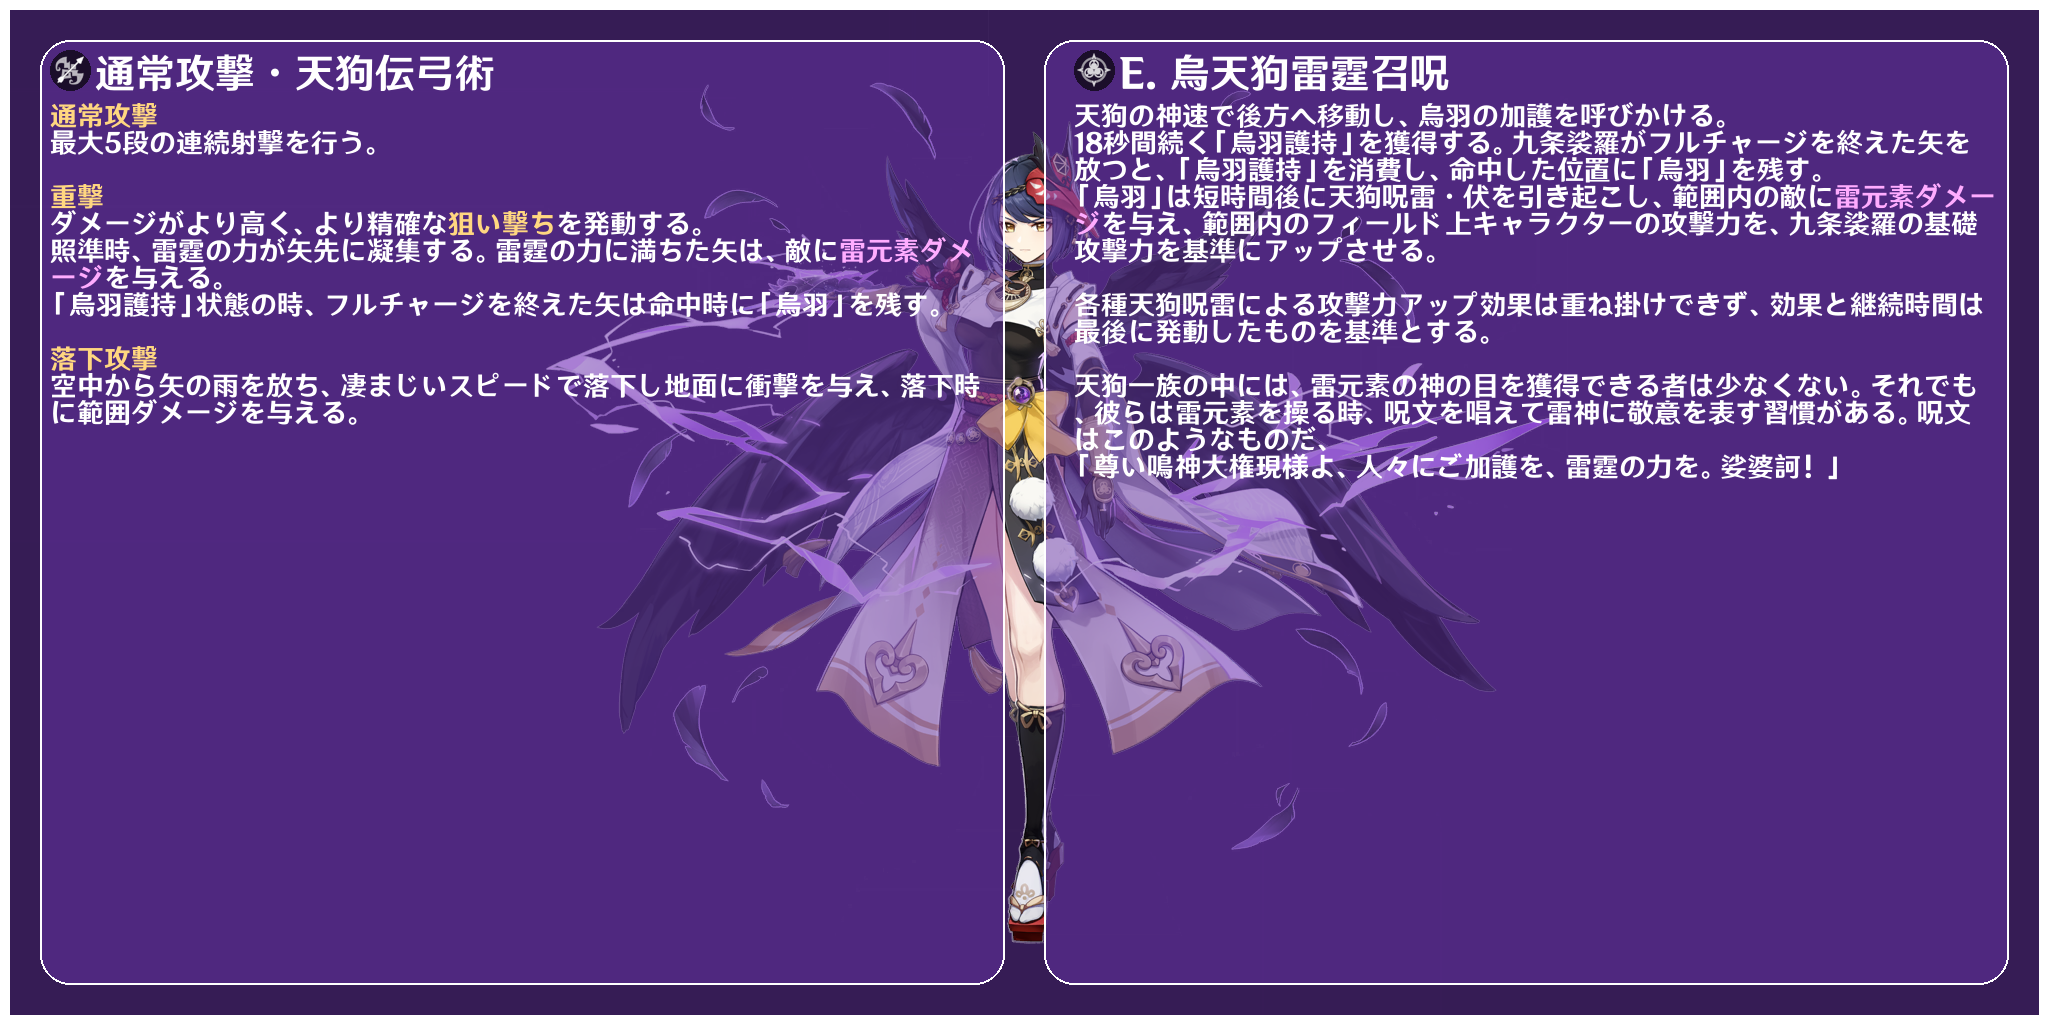 通常攻撃・天狗伝弓術
通常攻撃
最大5段の連続射撃を行う。
重撃
ダメージがより高く、より精確な狙い撃ちを発動する。
照準時、雷霆の力が矢先に凝集する。雷霆の力に満ちた矢は、敵に雷元素ダメ
ージを与える。
「烏羽護持」状態の時、フルチャージを終えた矢は命中時に「烏羽」を残す。
落下攻撃
空中から矢の雨を放ち、凄まじいスピードで落下し地面に衝撃を与え、落下時
に範囲ダメージを与える。
E. 烏天狗雷霆召呪
天狗の神速で後方へ移動し、烏羽の加護を呼びかける。
18秒間続く「烏羽護持」を獲得する。九条裟羅がフルチャージを終えた矢を
放つと、「烏羽護持」を消費し、命中した位置に「烏羽」を残す。
「烏羽」は短時間後に天狗呪雷・伏を引き起こし、範囲内の敵に雷元素ダメー
ジを与え、範囲内のフィールド上キャラクターの攻撃力を、九条裟羅の基礎
攻撃力を基準にアップさせる。
各種天狗呪雷による攻撃力アップ効果は重ね掛けできず、効果と継続時間は
最後に発動したものを基準とする。
天狗一族の中には、雷元素の神の目を獲得できる者は少なくない。それでも
、彼らは雷元素を操る時、呪文を唱えて雷神に敬意を表す習慣がある。呪文
はこのようなものだ、
「尊い鳴神大権現様よ、人々にご加護を、雷霆の力を。娑婆訶！」